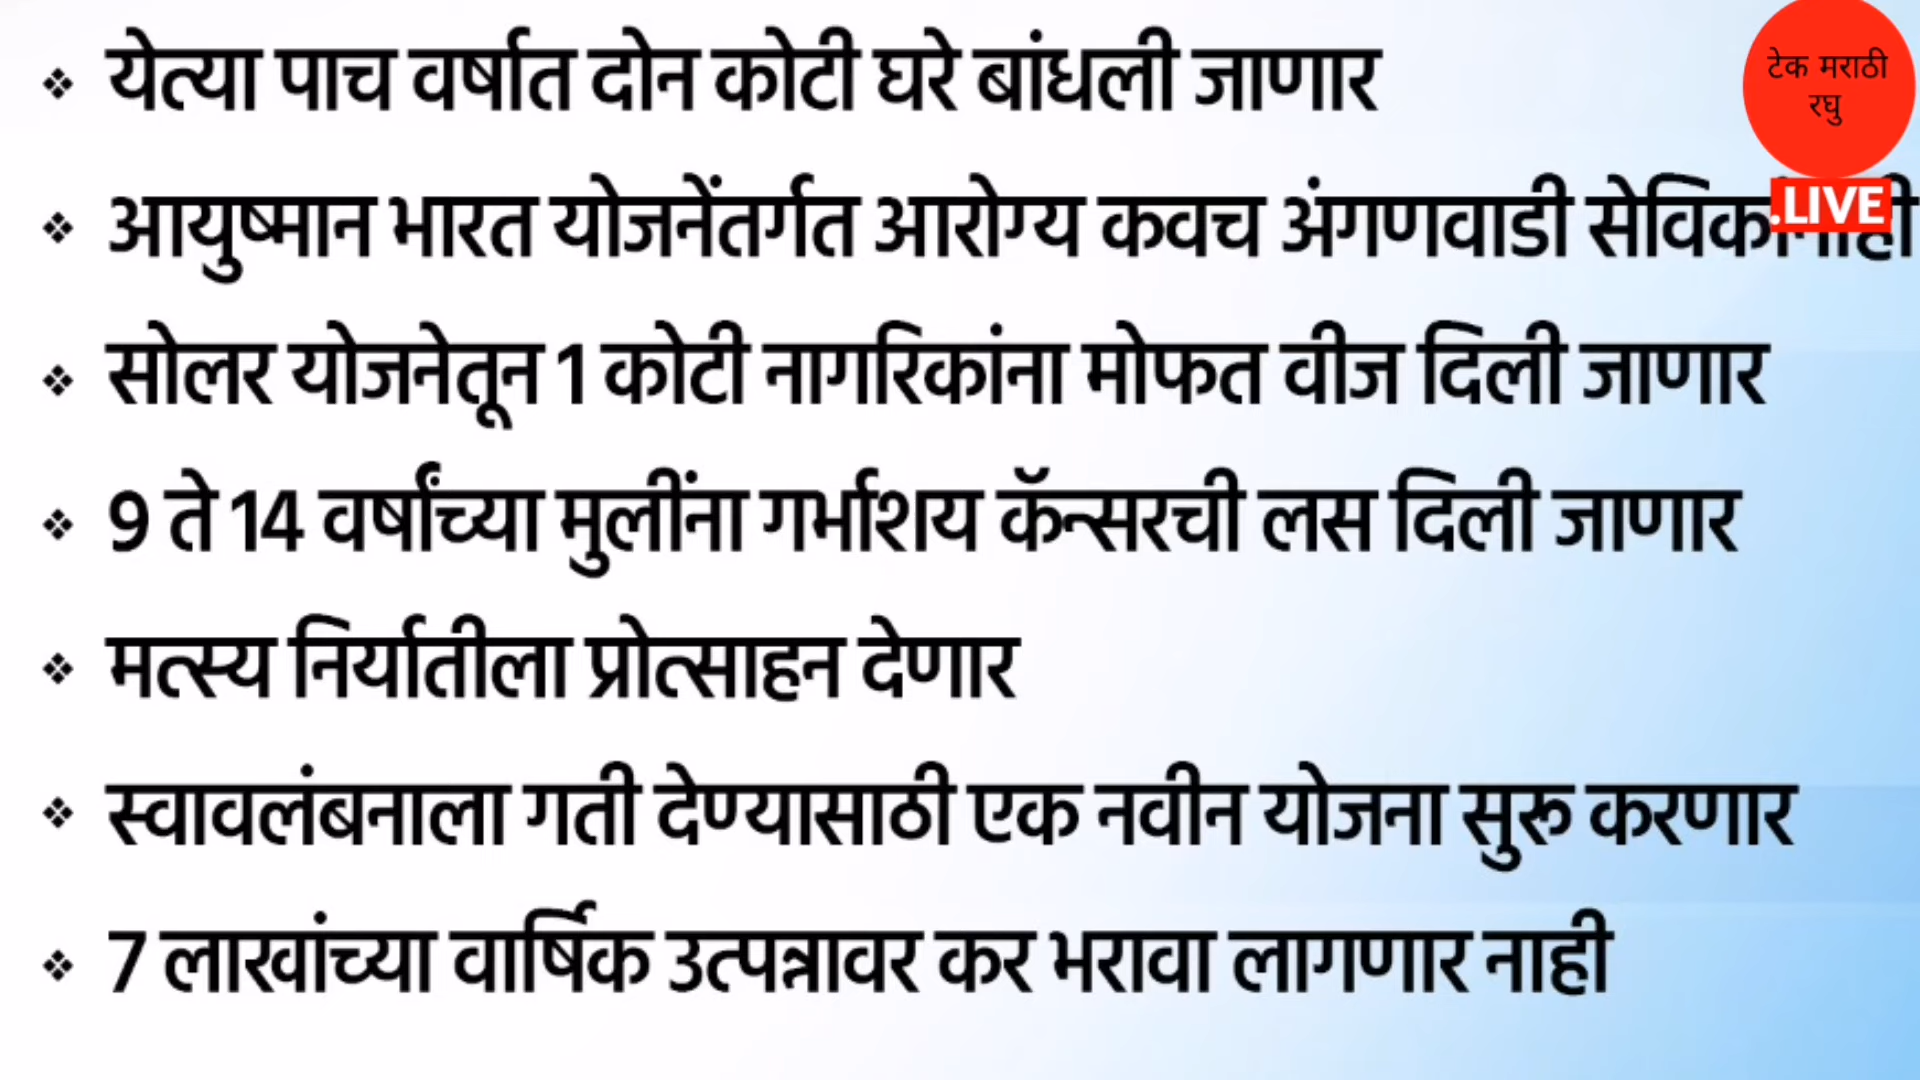 ❖ येत्या पाच वर्षात दोन कोटी घरे बांधली जाणार
टेक मराठी
रघु
.LIVE
❖ आयुष्मान भारत योजनेंतर्गत आरोग्य कवच अंगणवाडी
❖ सोलर योजनेतून 1 कोटी नागरिकांना मोफत वीज दिली जाणार
❖ 9 ते 14 वर्षांच्या मुलींना गर्भाशय कॅन्सरची लस दिली जाणार
❖ मत्स्य निर्यातीला प्रोत्साहन देणार
❖ स्वावलंबनाला गती देण्यासाठी एक नवीन योजना सुरू करणार
❖ 7 लाखांच्या वार्षिक उत्पन्नावर कर भरावा लागणार नाही